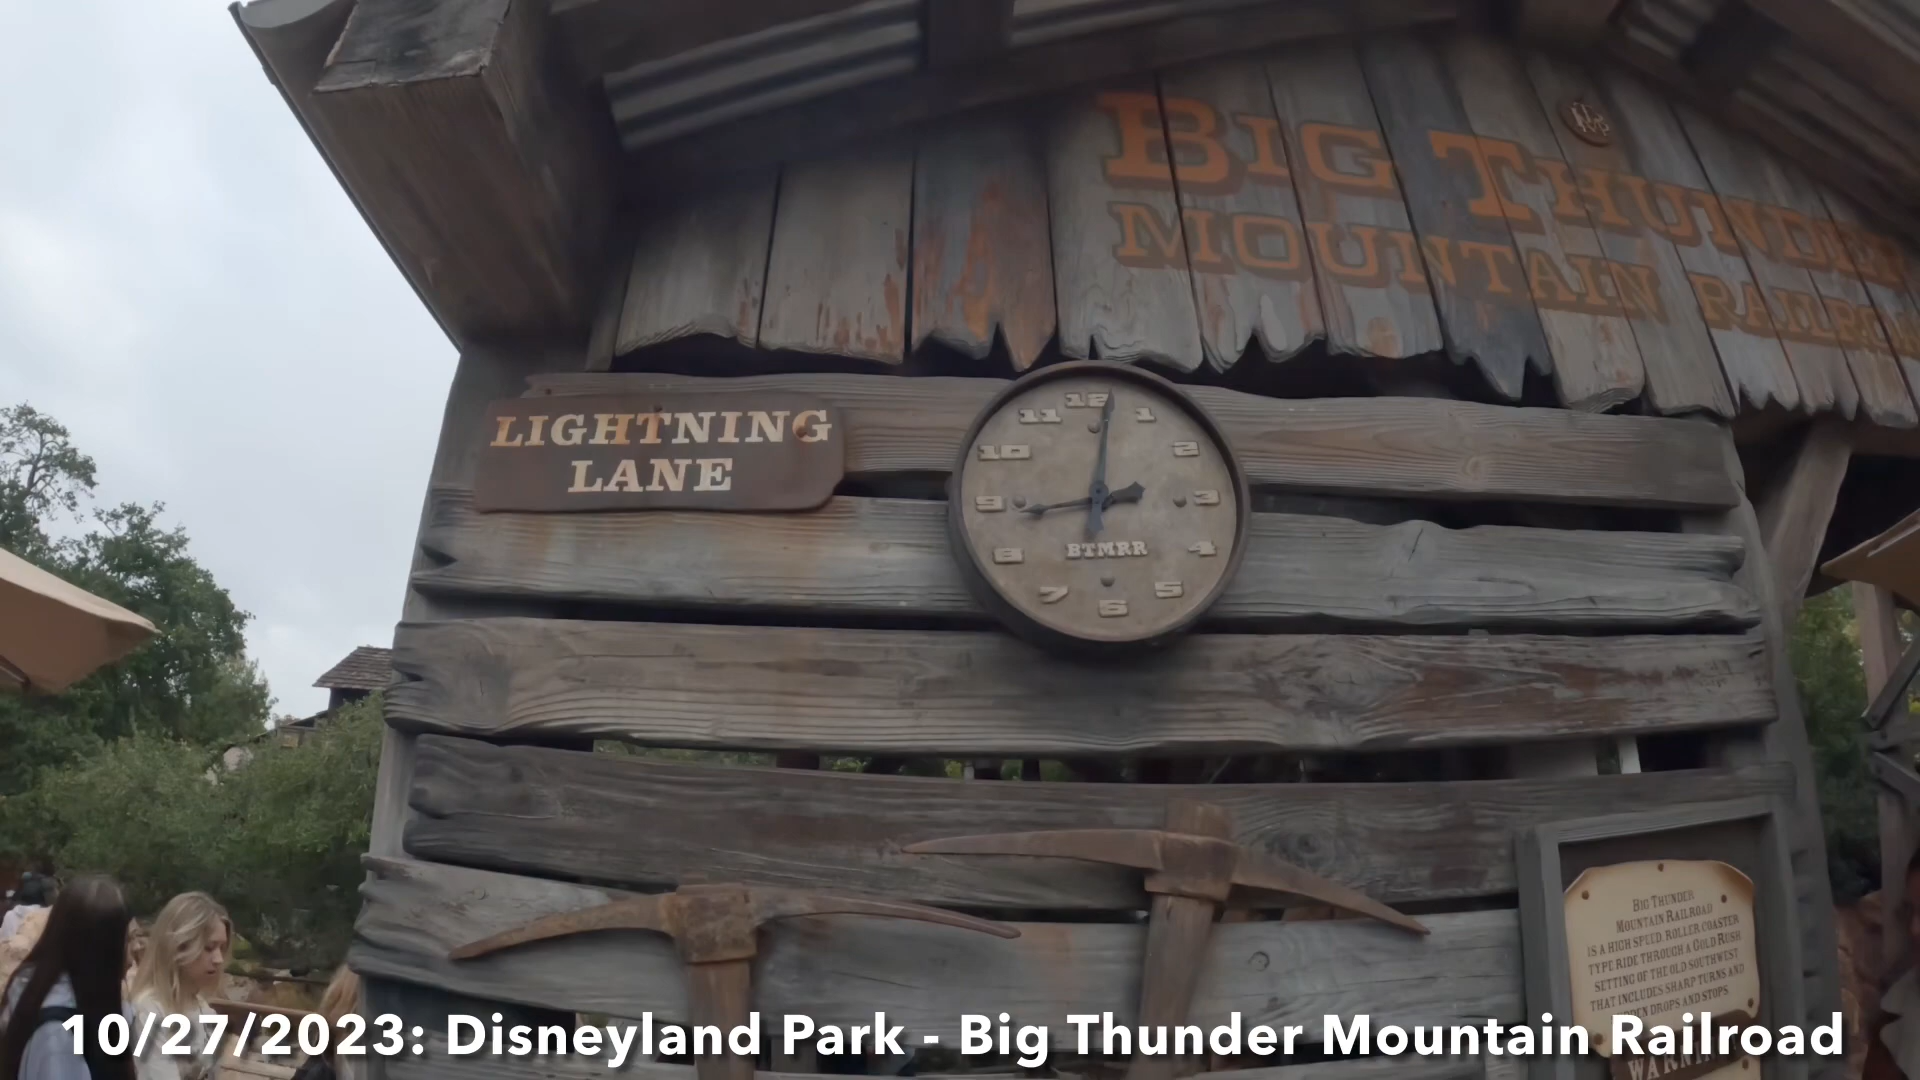 BIG THUNDER
MOUNTAIN RAILRO
LIGHTNING
LANE
12
11
1
10
2
9
3
8
BTMRR
4
7
5
6
BIG THUNDER
MOUNTAIN RAILROAD
IS A HIGH SPEED, ROLLER COASTER
TYPE RIDE THROUGH A GOLD RUSH
SETTING OF THE OLD SOUTHWEST
THAT INCLUDES SHARP TURNS AND
DROPS AND STOPS.
10/27/2023: Disneyland Park - Big Thunder Mountain Railroad